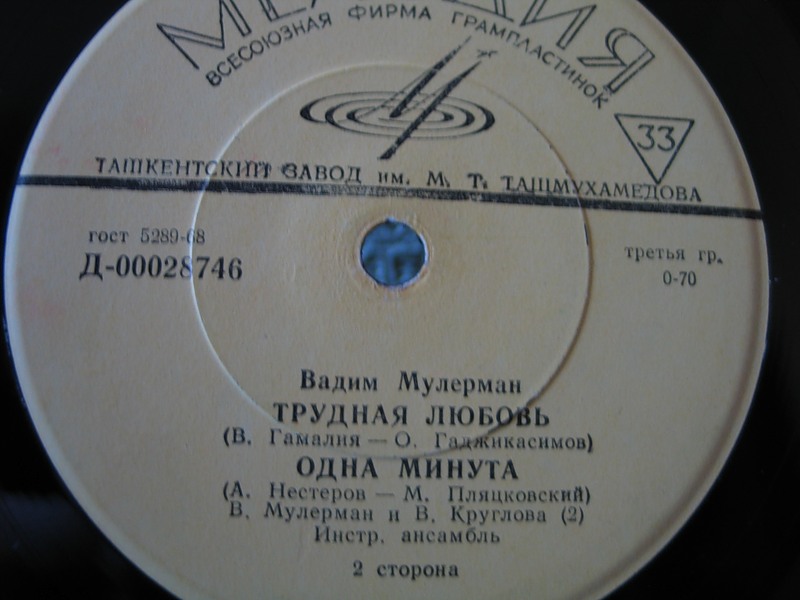 МЕЛОДИЯ
ВСЕСОЮЗНАЯ ФИРМА ГРАМПЛАСТИНОК
33
ТАШКЕНТСКИЙ ЗАВОД им. М. Т. ТАШМУХАМЕДОВА
гост 5289-68
Д-00028746
третья гр.
0-70
Вадим Мулерман
ТРУДНАЯ ЛЮБОВЬ
(В. Гамалия — О. Гаджикасимов)
ОДНА МИНУТА
(А. Нестеров — М. Пляцковский)
В. Мулерман и В. Круглова (2)
Инстр. ансамбль
2 сторона